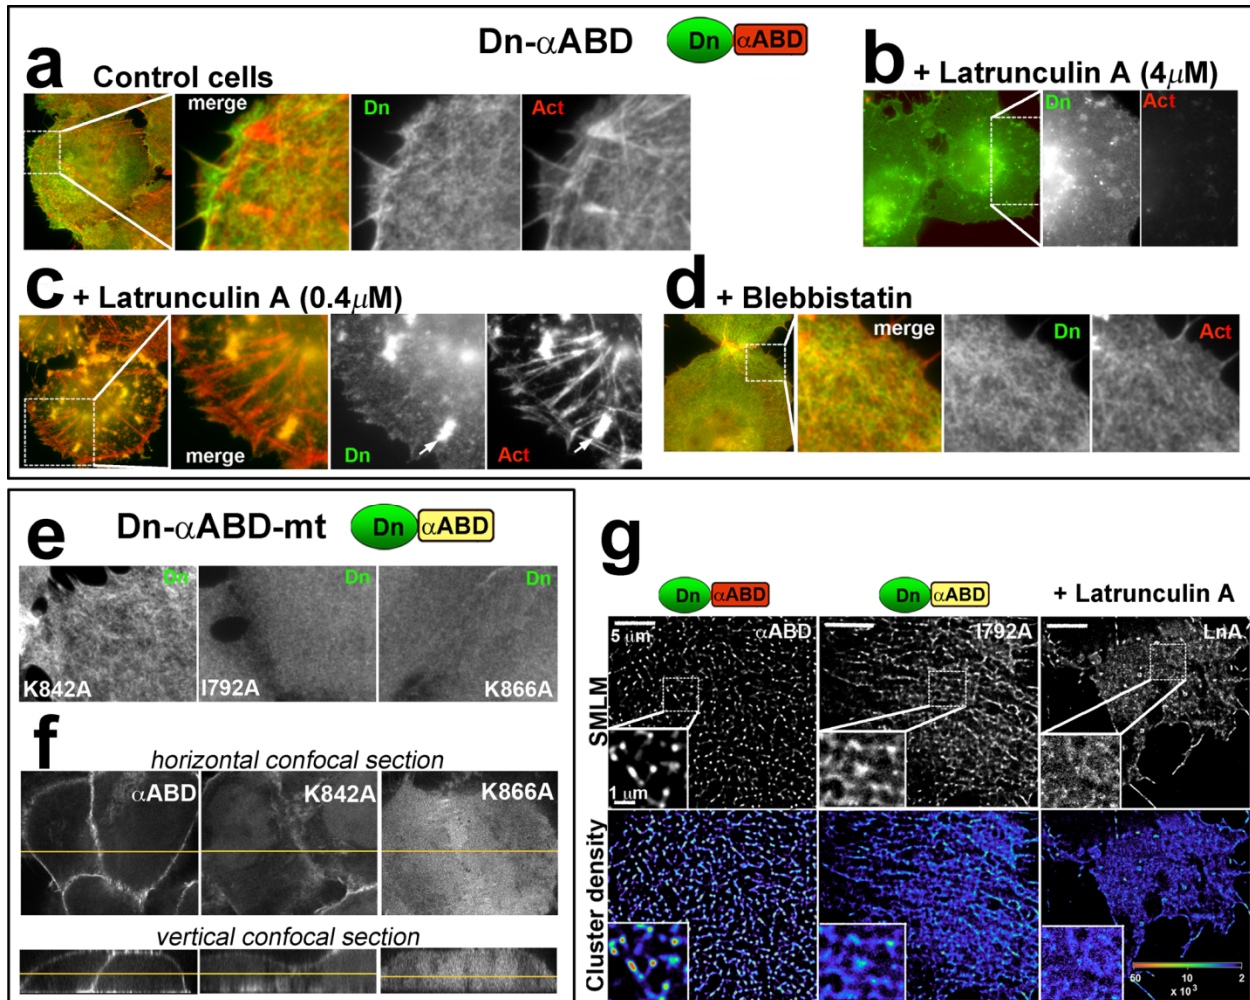 Dn-αABD
Dn
αABD
a
Control cells
merge
Dn
Act
b
+ Latrunculin A (4μM)
Dn
Act
c
+ Latrunculin A (0.4μM)
merge
Dn
Act
d
+ Blebbistatin
merge
Dn
Act
e
Dn-αABD-mt
Dn
αABD
Dn
Dn
Dn
K842A
I792A
K866A
f
horizontal confocal section
αABD
K842A
K866A
vertical confocal section
g
Dn
αABD
Dn
αABD
+ Latrunculin A
SMLM
5 μm
αABD
I792A
LnA
1 μm
Cluster density
50
10
2
x 10³